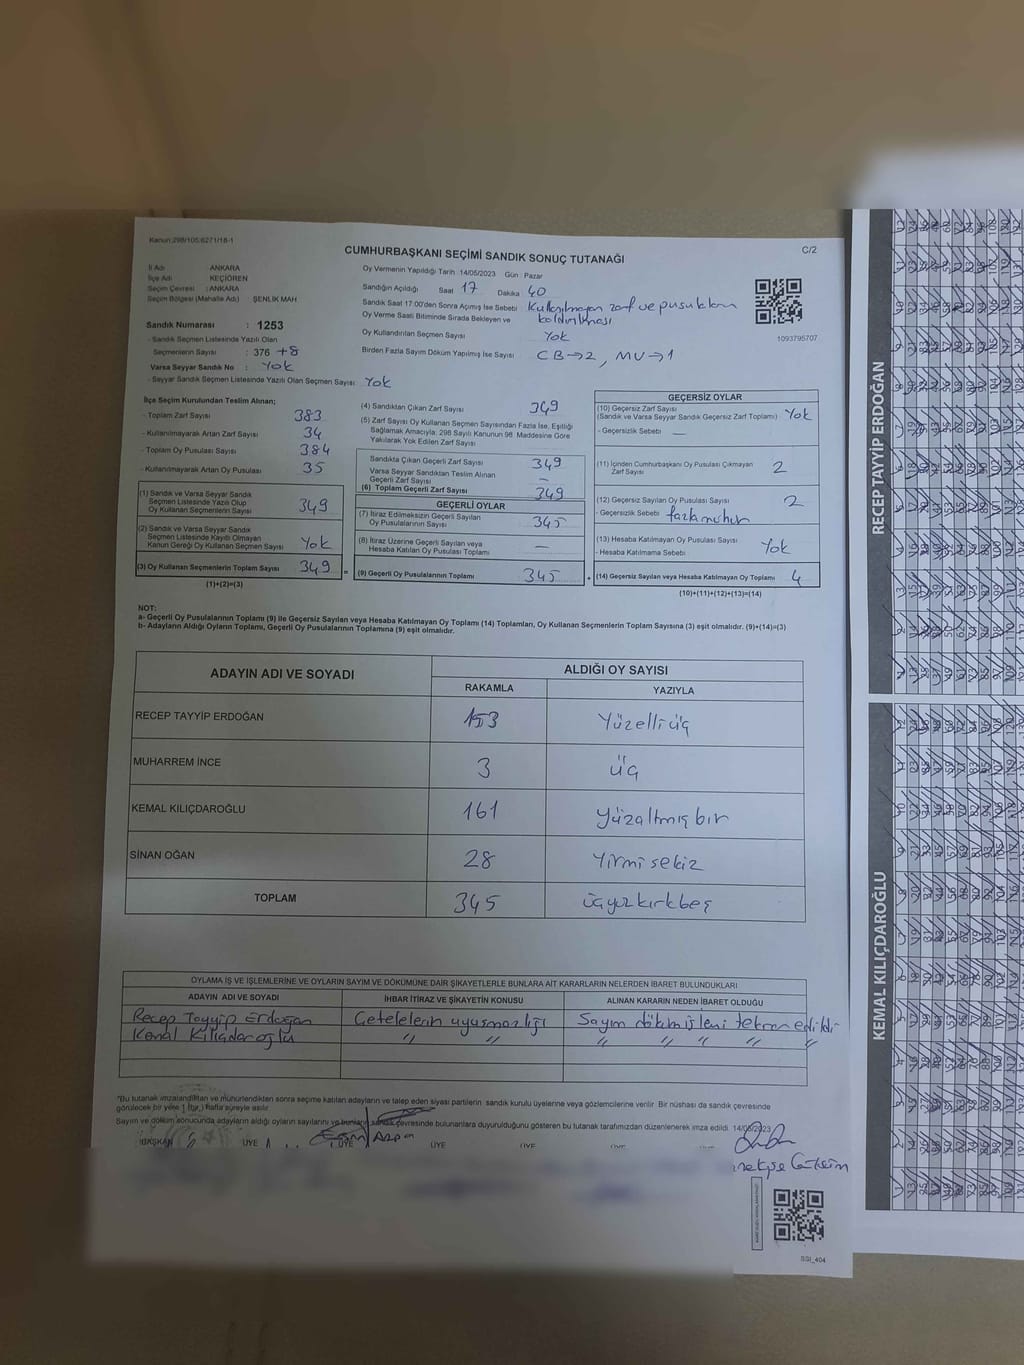 Kanun:298/105;6271/18-1
C/2
CUMHURBAŞKANI SEÇİMİ SANDIK SONUÇ TUTANAĞI
İl Adı ANKARA
İlçe Adı KEÇİÖREN
Seçim Çevresi : ANKARA
Seçim Bölgesi (Mahalle Adı) ŞENLİK MAH
Sandık Numarası : 1253
- Sandık Seçmen Listesinde Yazılı Olan
Seçmenlerin Sayısı : 376 +8
Varsa Seyyar Sandık No : Yok
- Seyyar Sandık Seçmen Listesinde Yazılı Olan Seçmen Sayısı Yok
Oy Vermenin Yapıldığı Tarih :14/05/2023 Gün : Pazar
Sandığın Açıldığı Saat 17 Dakika 40
Sandık Saat 17:00'den Sonra Açımış İse Sebebi Kullanılmayan zarf ve pusulaların
kaldırılması
Oy Verme Saati Bitiminde Sırada Bekleyen ve
Oy Kullandırılan Seçmen Sayısı Yok
Birden Fazla Sayım Döküm Yapılmış İse Sayısı CB→2, MV→1
1093795707
İlçe Seçim Kurulundan Teslim Alınan;
- Toplam Zarf Sayısı 383
- Kullanılmayarak Artan Zarf Sayısı 34
- Toplam Oy Pusulası Sayısı 384
- Kullanılmayarak Artan Oy Pusulası 35
(1) Sandık ve Varsa Seyyar Sandık
Seçmen Listesinde Yazılı Olup
Oy Kullanan Seçmenlerin Sayısı 349
(2) Sandık ve Varsa Seyyar Sandık
Seçmen Listesinde Kayıtlı Olmayan
Kanun Gereği Oy Kullanan Seçmen Sayısı Yok
(3) Oy Kullanan Seçmenlerin Toplam Sayısı 349
(1)+(2)=(3)
(4) Sandıktan Çıkan Zarf Sayısı 349
(5) Zarf Sayısı Oy Kullanan Seçmen Sayısından Fazla İse, Eşitliği
Sağlamak Amacıyla; 298 Sayılı Kanunun 98. Maddesine Göre
Yakılarak Yok Edilen Zarf Sayısı
Sandıkta Çıkan Geçerli Zarf Sayısı 349
Varsa Seyyar Sandıktan Teslim Alınan
Geçerli Zarf Sayısı —
(6) Toplam Geçerli Zarf Sayısı 349
GEÇERLİ OYLAR
(7) İtiraz Edilmeksizin Geçerli Sayılan
Oy Pusulalarının Sayısı 345
(8) İtiraz Üzerine Geçerli Sayılan veya
Hesaba Katılan Oy Pusulası Toplamı —
= (9) Geçerli Oy Pusulalarının Toplamı 345
GEÇERSİZ OYLAR
(10) Geçersiz Zarf Sayısı
(Sandık ve Varsa Seyyar Sandık Geçersiz Zarf Toplamı) Yok
- Geçersizlik Sebebi —
(11) İçinden Cumhurbaşkanı Oy Pusulası Çıkmayan
Zarf Sayısı 2
(12) Geçersiz Sayılan Oy Pusulası Sayısı 2
- Geçersizlik Sebebi fazla mühür
(13) Hesaba Katılmayan Oy Pusulası Sayısı Yok
- Hesaba Katılmama Sebebi
+ (14) Geçersiz Sayılan veya Hesaba Katılmayan Oy Toplamı 4
(10)+(11)+(12)+(13)=(14)
NOT:
a- Geçerli Oy Pusulalarının Toplamı (9) ile Geçersiz Sayılan veya Hesaba Katılmayan Oy Toplamı (14) Toplamları, Oy Kullanan Seçmenlerin Toplam Sayısına (3) eşit olmalıdır. (9)+(14)=(3)
b- Adayların Aldığı Oyların Toplamı, Geçerli Oy Pusulalarının Toplamına (9) eşit olmalıdır.
ADAYIN ADI VE SOYADI ALDIĞI OY SAYISI
RAKAMLA YAZIYLA
RECEP TAYYİP ERDOĞAN 153 Yüzelliüç
MUHARREM İNCE 3 üç
KEMAL KILIÇDAROĞLU 161 Yüzaltmışbir
SİNAN OĞAN 28 Yirmisekiz
TOPLAM 345 üçyüzkırkbeş
OYLAMA İŞ VE İŞLEMLERİNE VE OYLARIN SAYIM VE DÖKÜMÜNE DAİR ŞİKAYETLERLE BUNLARA AİT KARARLARIN NELERDEN İBARET BULUNDUKLARI
ADAYIN ADI VE SOYADI İHBAR İTİRAZ VE ŞİKAYETİN KONUSU ALINAN KARARIN NEDEN İBARET OLDUĞU
Recep Tayyip Erdoğan Çetelelerin uyuşmazlığı Sayım döküm işlemi tekrar edildi
Kemal Kılıçdaroğlu " " " " " " "
*Bu tutanak imzalandıktan ve mühürlendikten sonra seçime katılan adayların ve talep eden siyasi partilerin sandık kurulu üyelerine veya gözlemcilerine verilir. Bir nüshası da sandık çevresinde
görülecek bir yere 1 (bir) hafta süreyle asılır
Sayım ve döküm sonucunda adayların aldığı oyların sayılarını ve bunların sandık çevresinde bulunanlara duyurulduğunu gösteren bu tutanak tarafımızdan düzenlenerek imza edildi. 14/05/2023
BAŞKAN ÜYE ÜYE ÜYE ÜYE ÜYE
SSI_404
RECEP TAYYİP ERDOĞAN
KEMAL KILIÇDAROĞLU